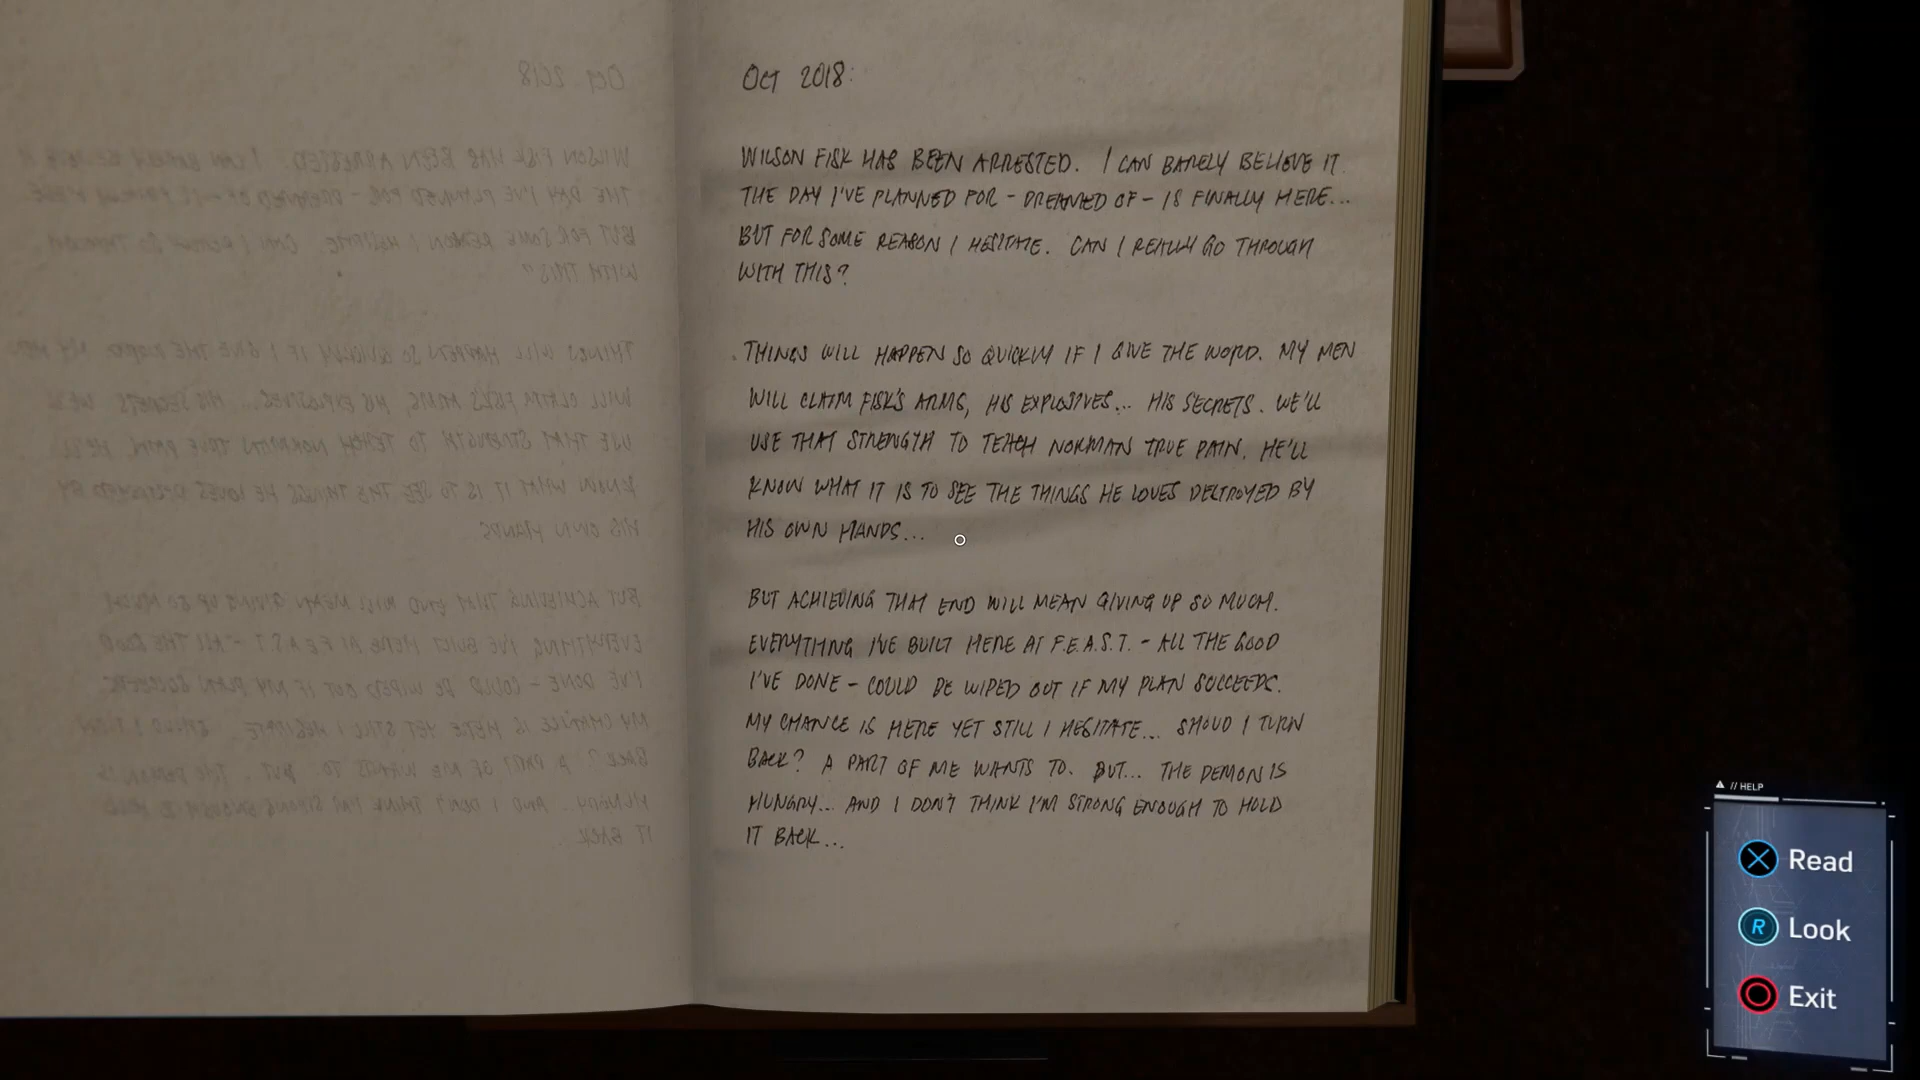 Oct 2018:
WILSON FISK HAS BEEN ARRESTED. I CAN BARELY BELIEVE IT.
THE DAY I'VE PLANNED FOR - DREAMED OF - IS FINALLY HERE...
BUT FOR SOME REASON I HESITATE. CAN I REALLY GO THROUGH
WITH THIS?
THINGS WILL HAPPEN SO QUICKLY IF I GIVE THE WORD. MY MEN
WILL CLAIM FISK'S ARMS, HIS EXPLOSIVES... HIS SECRETS. WE'LL
USE THAT STRENGTH TO TEACH NORMAN TRUE PAIN. HE'LL
KNOW WHAT IT IS TO SEE THE THINGS HE LOVES DESTROYED BY
HIS OWN HANDS...
BUT ACHIEVING THAT END WILL MEAN GIVING UP SO MUCH.
EVERYTHING I'VE BUILT HERE AT F.E.A.S.T. - ALL THE GOOD
I'VE DONE - COULD BE WIPED OUT IF MY PLAN SUCCEEDS.
MY CHANCE IS HERE YET STILL I HESITATE... SHOUD I TURN
BACK? A PART OF ME WANTS TO. BUT... THE DEMON IS
HUNGRY... AND I DON'T THINK I'M STRONG ENOUGH TO HOLD
IT BACK...
// HELP
Read
R Look
Exit